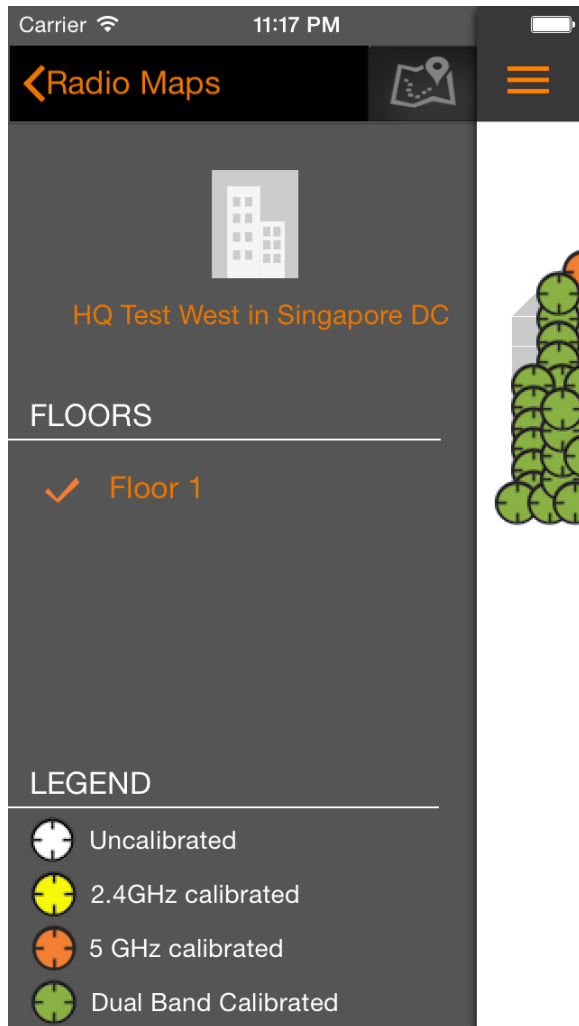 Carrier 11:17 PM
Radio Maps
HQ Test West in Singapore DC
FLOORS
Floor 1
LEGEND
Uncalibrated
2.4GHz calibrated
5 GHz calibrated
Dual Band Calibrated